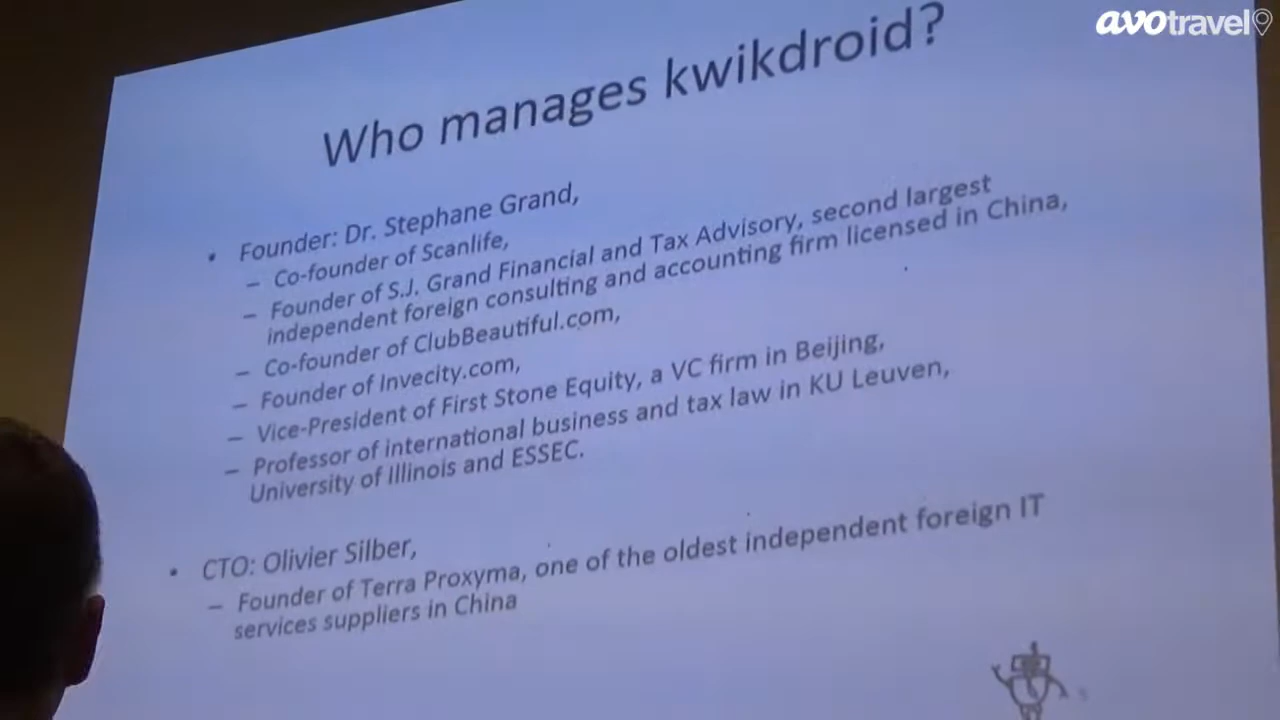 avotravel
Who manages kwikdroid?
• Founder: Dr. Stephane Grand,
– Co-founder of Scanlife,
– Founder of S.J. Grand Financial and Tax Advisory, second largest
independent foreign consulting and accounting firm licensed in China,
– Co-founder of ClubBeautiful.com,
– Founder of Invecity.com,
– Vice-President of First Stone Equity, a VC firm in Beijing,
– Professor of international business and tax law in KU Leuven,
University of Illinois and ESSEC.
• CTO: Olivier Silber,
– Founder of Terra Proxyma, one of the oldest independent foreign IT
services suppliers in China